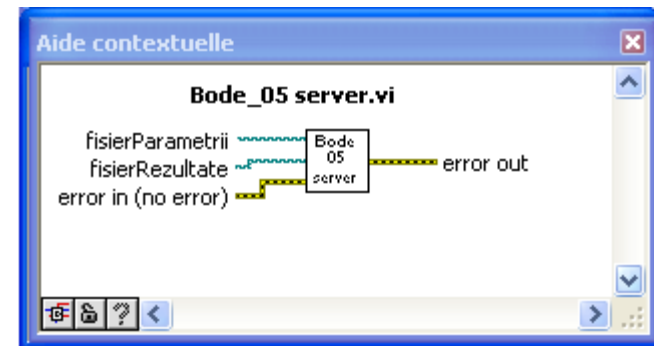 Aide contextuelle
Bode_05 server.vi
fisierParametrii
fisierRezultate
error in (no error)
Bode
05
server
error out
?